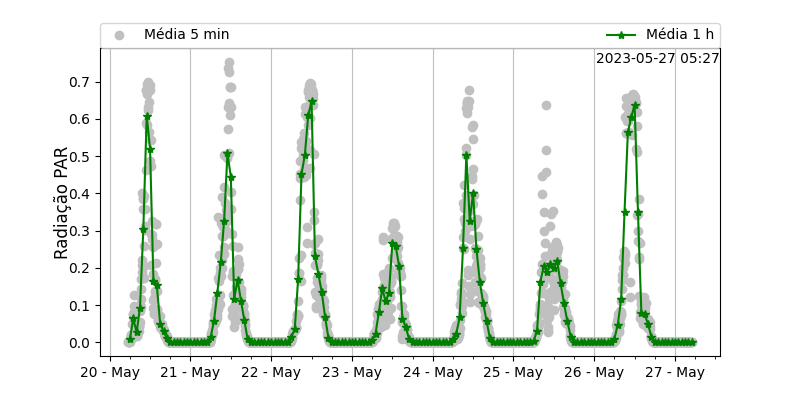 Média 5 min
Média 1 h
2023-05-27 05:27
Radiação PAR
0.7
0.6
0.5
0.4
0.3
0.2
0.1
0.0
20 - May
21 - May
22 - May
23 - May
24 - May
25 - May
26 - May
27 - May